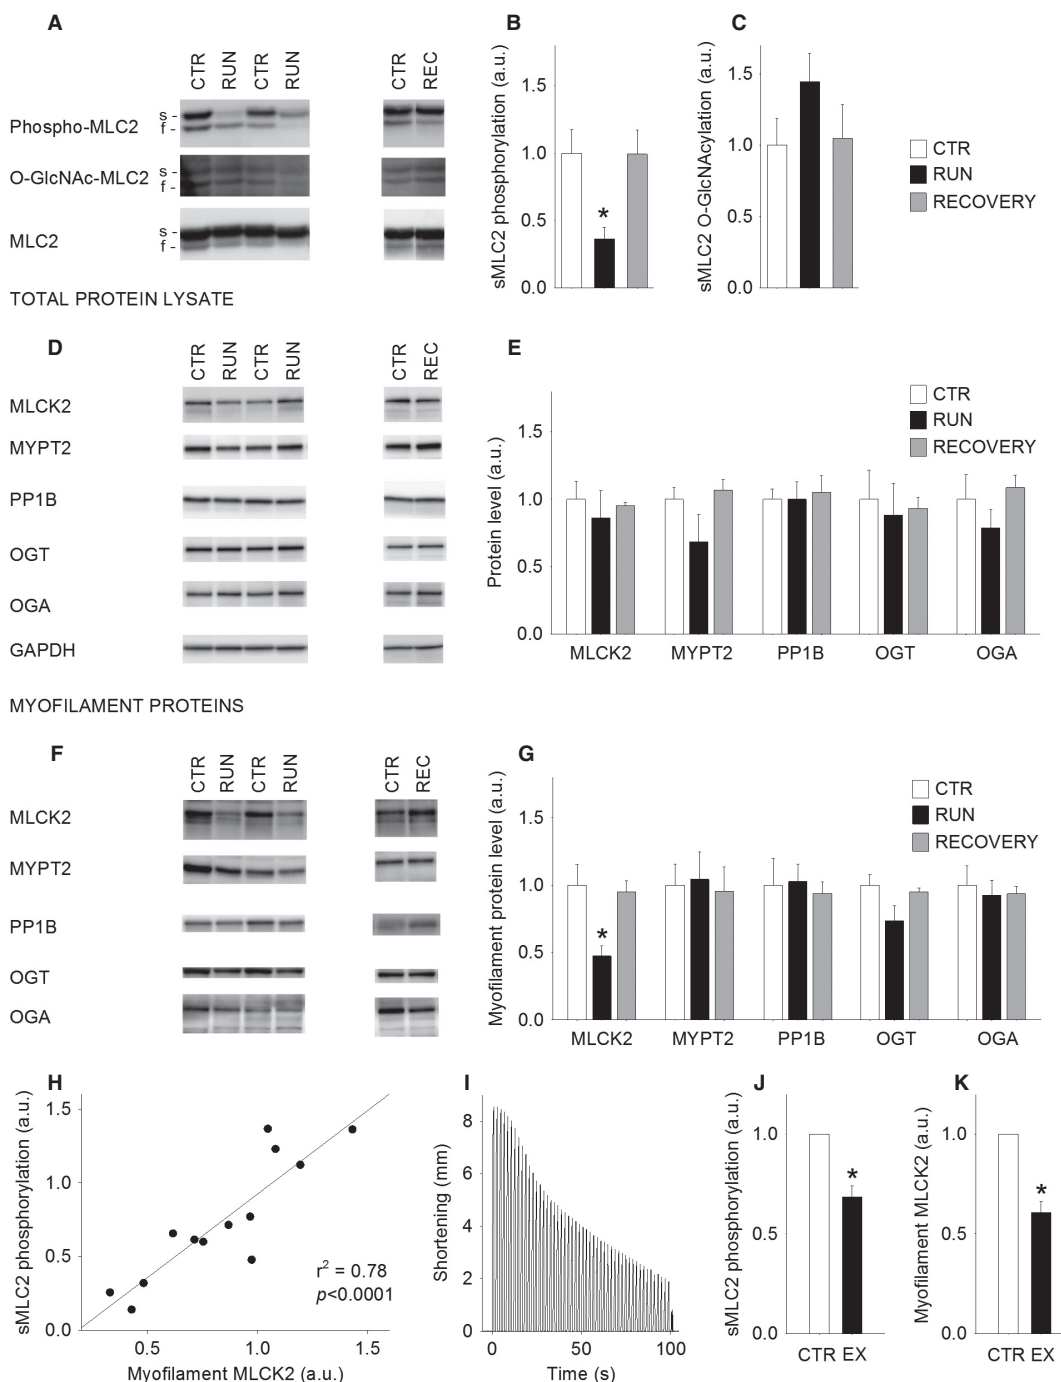 A
CTR
RUN
CTR
RUN
CTR
REC
Phospho-MLC2
s -
f -
O-GlcNAc-MLC2
s -
f -
MLC2
s -
f -
B
sMLC2 phosphorylation (a.u.)
1.5
1.0
0.5
0.0
*
C
sMLC2 O-GlcNAcylation (a.u.)
1.5
1.0
0.5
0.0
CTR
RUN
RECOVERY
TOTAL PROTEIN LYSATE
D
CTR
RUN
CTR
RUN
CTR
REC
MLCK2
MYPT2
PP1B
OGT
OGA
GAPDH
E
Protein level (a.u.)
1.5
1.0
0.5
0.0
CTR
RUN
RECOVERY
MLCK2 MYPT2 PP1B OGT OGA
MYOFILAMENT PROTEINS
F
CTR
RUN
CTR
RUN
CTR
REC
MLCK2
MYPT2
PP1B
OGT
OGA
G
Myofilament protein level (a.u.)
1.5
1.0
0.5
0.0
*
CTR
RUN
RECOVERY
MLCK2 MYPT2 PP1B OGT OGA
H
sMLC2 phosphorylation (a.u.)
1.5
1.0
0.5
0.0
r² = 0.78
p<0.0001
0.5 1.0 1.5
Myofilament MLCK2 (a.u.)
I
Shortening (mm)
8
6
4
2
0
0 50 100
Time (s)
J
sMLC2 phosphorylation (a.u.)
1.0
0.5
0.0
*
CTR EX
K
Myofilament MLCK2 (a.u.)
1.0
0.5
0.0
*
CTR EX